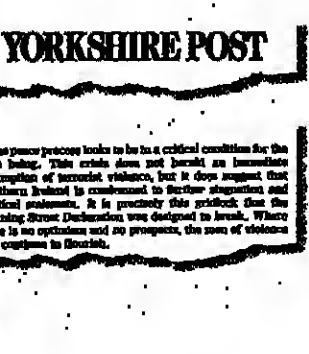 YORKSHIRE POST
peace process looks to be in a critical condition for the
being. This crisis does not herald an immediate
of terrorist violence, but it does suggest that
Ireland is condemned to further stagnation and
stalemate. It is precisely this gridlock that the
Street Declaration was designed to break. Where
is no optimism and no prospects, the men of violence
continue to flourish.